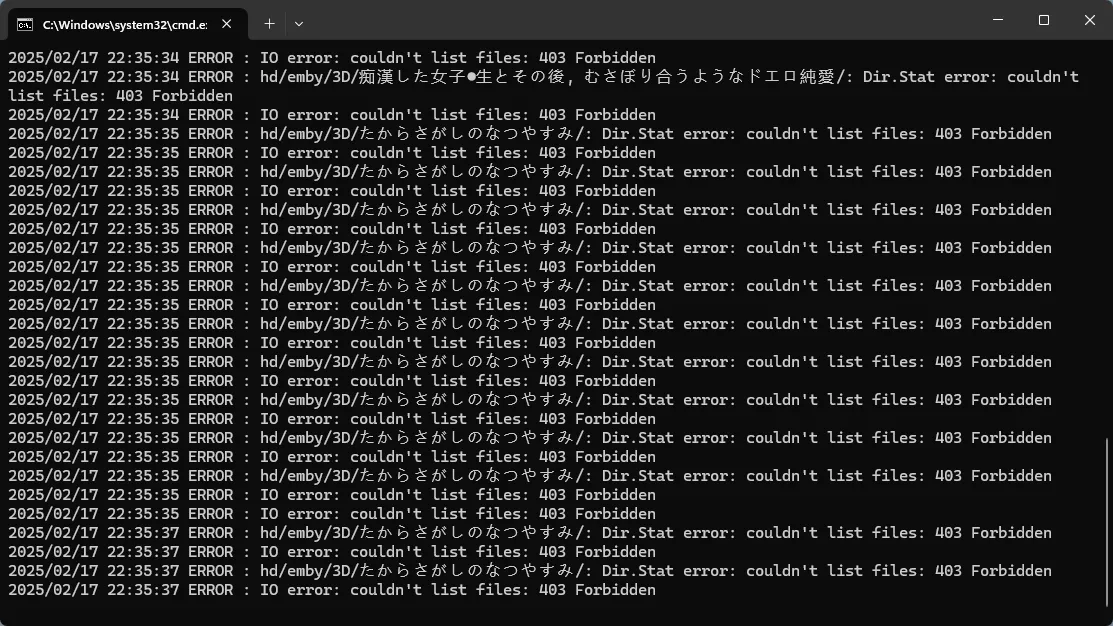 C:\Windows\system32\cmd.e:
2025/02/17 22:35:34 ERROR : IO error: couldn't list files: 403 Forbidden
2025/02/17 22:35:34 ERROR : hd/emby/3D/痴漢した女子●生とその後, むさぼり合うようなドエロ純愛/: Dir.Stat error: couldn't
list files: 403 Forbidden
2025/02/17 22:35:34 ERROR : IO error: couldn't list files: 403 Forbidden
2025/02/17 22:35:35 ERROR : hd/emby/3D/たからさがしのなつやすみ/: Dir.Stat error: couldn't list files: 403 Forbidden
2025/02/17 22:35:35 ERROR : IO error: couldn't list files: 403 Forbidden
2025/02/17 22:35:35 ERROR : hd/emby/3D/たからさがしのなつやすみ/: Dir.Stat error: couldn't list files: 403 Forbidden
2025/02/17 22:35:35 ERROR : IO error: couldn't list files: 403 Forbidden
2025/02/17 22:35:35 ERROR : hd/emby/3D/たからさがしのなつやすみ/: Dir.Stat error: couldn't list files: 403 Forbidden
2025/02/17 22:35:35 ERROR : IO error: couldn't list files: 403 Forbidden
2025/02/17 22:35:35 ERROR : hd/emby/3D/たからさがしのなつやすみ/: Dir.Stat error: couldn't list files: 403 Forbidden
2025/02/17 22:35:35 ERROR : IO error: couldn't list files: 403 Forbidden
2025/02/17 22:35:35 ERROR : hd/emby/3D/たからさがしのなつやすみ/: Dir.Stat error: couldn't list files: 403 Forbidden
2025/02/17 22:35:35 ERROR : IO error: couldn't list files: 403 Forbidden
2025/02/17 22:35:35 ERROR : hd/emby/3D/たからさがしのなつやすみ/: Dir.Stat error: couldn't list files: 403 Forbidden
2025/02/17 22:35:35 ERROR : IO error: couldn't list files: 403 Forbidden
2025/02/17 22:35:35 ERROR : hd/emby/3D/たからさがしのなつやすみ/: Dir.Stat error: couldn't list files: 403 Forbidden
2025/02/17 22:35:35 ERROR : IO error: couldn't list files: 403 Forbidden
2025/02/17 22:35:35 ERROR : hd/emby/3D/たからさがしのなつやすみ/: Dir.Stat error: couldn't list files: 403 Forbidden
2025/02/17 22:35:35 ERROR : IO error: couldn't list files: 403 Forbidden
2025/02/17 22:35:35 ERROR : hd/emby/3D/たからさがしのなつやすみ/: Dir.Stat error: couldn't list files: 403 Forbidden
2025/02/17 22:35:35 ERROR : IO error: couldn't list files: 403 Forbidden
2025/02/17 22:35:35 ERROR : hd/emby/3D/たからさがしのなつやすみ/: Dir.Stat error: couldn't list files: 403 Forbidden
2025/02/17 22:35:35 ERROR : IO error: couldn't list files: 403 Forbidden
2025/02/17 22:35:35 ERROR : IO error: couldn't list files: 403 Forbidden
2025/02/17 22:35:37 ERROR : hd/emby/3D/たからさがしのなつやすみ/: Dir.Stat error: couldn't list files: 403 Forbidden
2025/02/17 22:35:37 ERROR : IO error: couldn't list files: 403 Forbidden
2025/02/17 22:35:37 ERROR : hd/emby/3D/たからさがしのなつやすみ/: Dir.Stat error: couldn't list files: 403 Forbidden
2025/02/17 22:35:37 ERROR : IO error: couldn't list files: 403 Forbidden